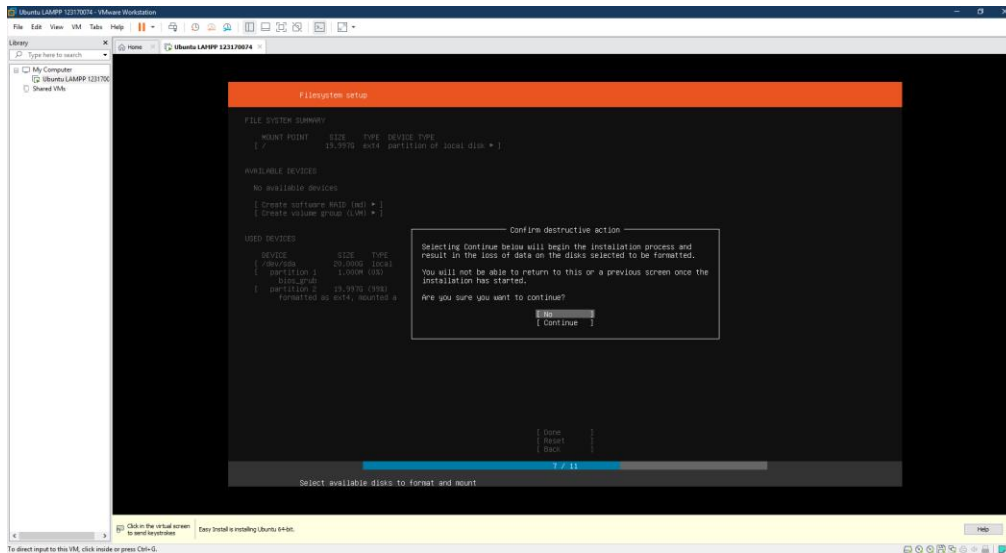 Ubuntu LAMPP 123170074 - VMware Workstation
File Edit View VM Tabs Help
Library
Type here to search
My Computer
Ubuntu LAMPP 123170
Shared VMs
Home
Ubuntu LAMPP 123170074
Filesystem setup
FILE SYSTEM SUMMARY
MOUNT POINT SIZE TYPE DEVICE TYPE
[ / 19.997G ext4 partition of local disk ▸ ]
AVAILABLE DEVICES
No available devices
[ Create software RAID (md) ▸ ]
[ Create volume group (LVM) ▸ ]
USED DEVICES
DEVICE SIZE TYPE
[ /dev/sda 20.000G local
[ partition 1 1.000M (0%)
bios_grub
[ partition 2 19.997G (99%)
formatted as ext4, mounted a
Confirm destructive action
Selecting Continue below will begin the installation process and
result in the loss of data on the disks selected to be formatted.
You will not be able to return to this or a previous screen once the
installation has started.
Are you sure you want to continue?
[ No ]
[ Continue ]
[ Done ]
[ Reset ]
[ Back ]
7 / 11
Select available disks to format and mount
Click in the virtual screen
to send keystrokes
Easy Install is installing Ubuntu 64-bit.
Help
To direct input to this VM, click inside or press Ctrl+G.